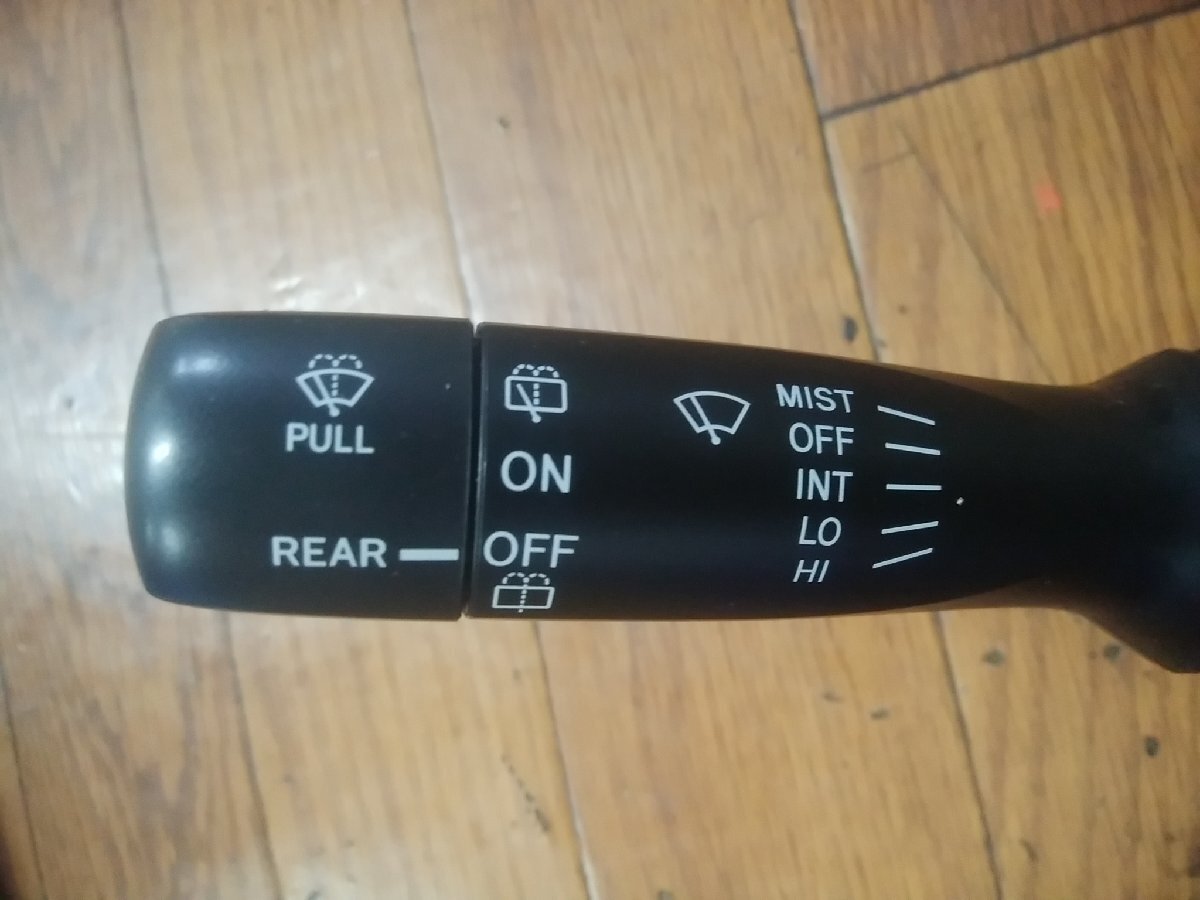 PULL
REAR
ON
OFF
MIST
OFF
INT
LO
HI